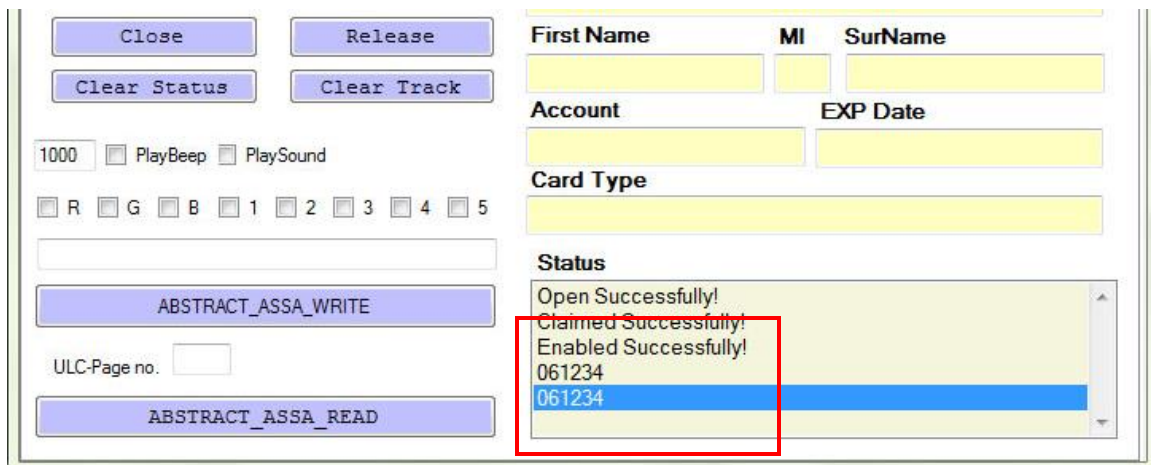 Close
Release
Clear Status
Clear Track
1000 PlayBeep PlaySound
R G B 1 2 3 4 5
ABSTRACT_ASSA_WRITE
ULC-Page no.
ABSTRACT_ASSA_READ
First Name MI SurName
Account EXP Date
Card Type
Status
Open Successfully!
Claimed Successfully!
Enabled Successfully!
061234
061234